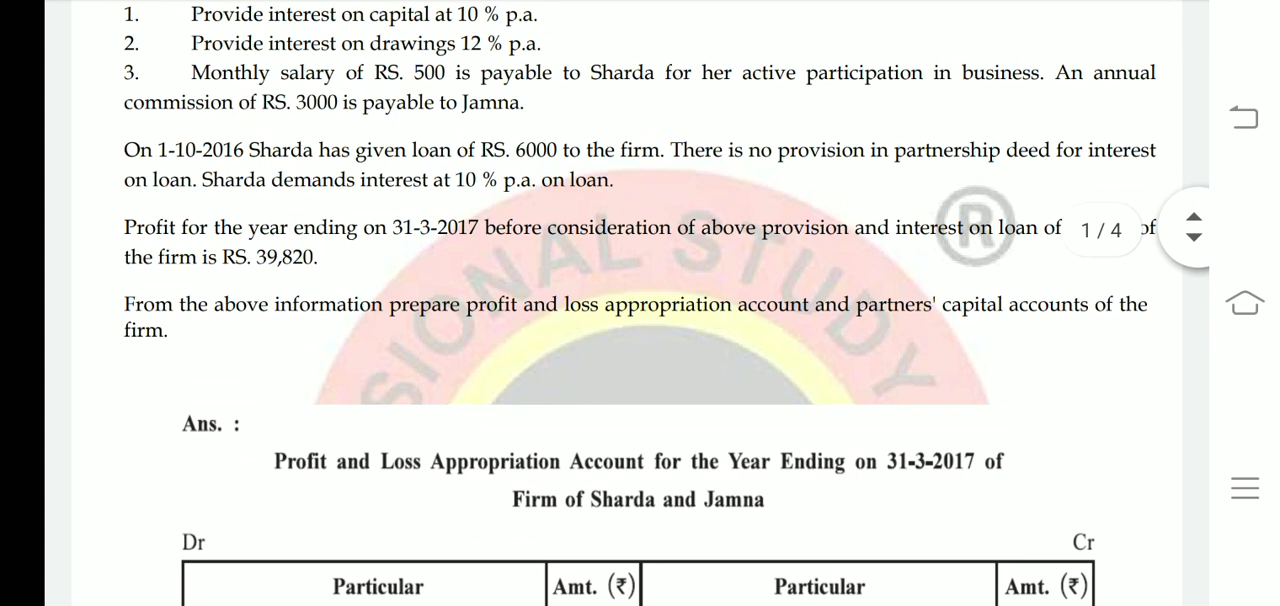 1. Provide interest on capital at 10 % p.a.
2. Provide interest on drawings 12 % p.a.
3. Monthly salary of RS. 500 is payable to Sharda for her active participation in business. An annual
commission of RS. 3000 is payable to Jamna.
On 1-10-2016 Sharda has given loan of RS. 6000 to the firm. There is no provision in partnership deed for interest
on loan. Sharda demands interest at 10 % p.a. on loan.
Profit for the year ending on 31-3-2017 before consideration of above provision and interest on loan of
1 / 4
of
the firm is RS. 39,820.
From the above information prepare profit and loss appropriation account and partners' capital accounts of the
firm.
SIONAL STUDY
®
Ans. :
Profit and Loss Appropriation Account for the Year Ending on 31-3-2017 of
Firm of Sharda and Jamna
Dr Cr
Particular Amt. (₹) Particular Amt. (₹)